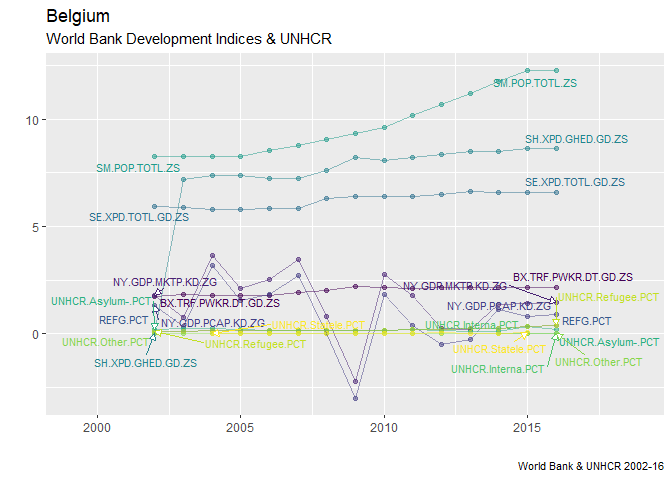 Belgium
World Bank Development Indices & UNHCR
10
5
0
SM.POP.TOTL.ZS
SH.XPD.GHED.GD.ZS
SM.POP.TOTL.ZS
SE.XPD.TOTL.GD.ZS
SE.XPD.TOTL.GD.ZS
BX.TRF.PWKR.DT.GD.ZS
NY.GDP.MKTP.KD.ZG
NY.GDP.MKTP.KD.ZG
UNHCR.Refugee.PCT
UNHCR.Asylum-.PCT
BX.TRF.PWKR.DT.GD.ZS
NY.GDP.PCAP.KD.ZG
REFG.PCT
NY.GDP.PCAP.KD.ZG
UNHCR.Statole.PCT
UNHCR.Interna.PCT
REFG.PCT
UNHCR.Other.PCT
UNHCR.Refugee.PCT
UNHCR.Statole.PCT
UNHCR.Asylum-.PCT
SH.XPD.GHED.GD.ZS
UNHCR.Interna.PCT
UNHCR.Other.PCT
2000
2005
2010
2015
World Bank & UNHCR 2002-16